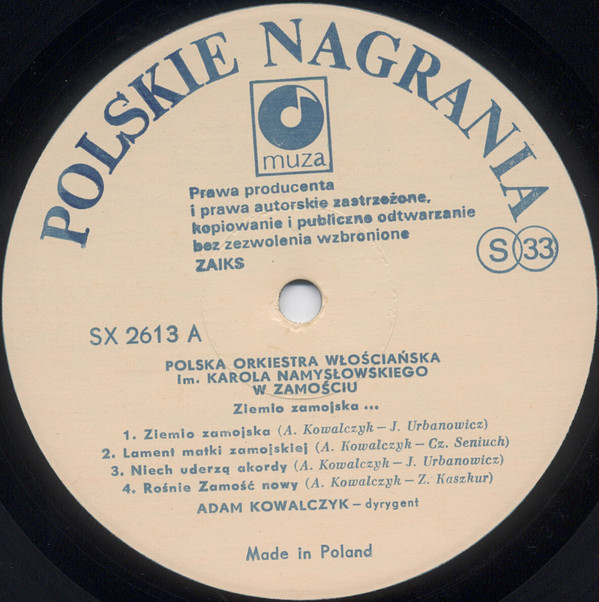 POLSKIE NAGRANIA
muza
Prawa producenta
i prawa autorskie zastrzeżone,
kopiowanie i publiczne odtwarzanie
bez zezwolenia wzbronione
ZAIKS
S 33
SX 2613 A
POLSKA ORKIESTRA WŁOŚCIAŃSKA
im. KAROLA NAMYSŁOWSKIEGO
W ZAMOŚCIU
Ziemio zamojska ...
1. Ziemio zamojska (A. Kowalczyk – J. Urbanowicz)
2. Lament matki zamojskiej (A. Kowalczyk – Cz. Seniuch)
3. Niech uderzą akordy (A. Kowalczyk – J. Urbanowicz)
4. Rośnie Zamość nowy (A. Kowalczyk – Z. Kaszkur)
ADAM KOWALCZYK – dyrygent
Made in Poland